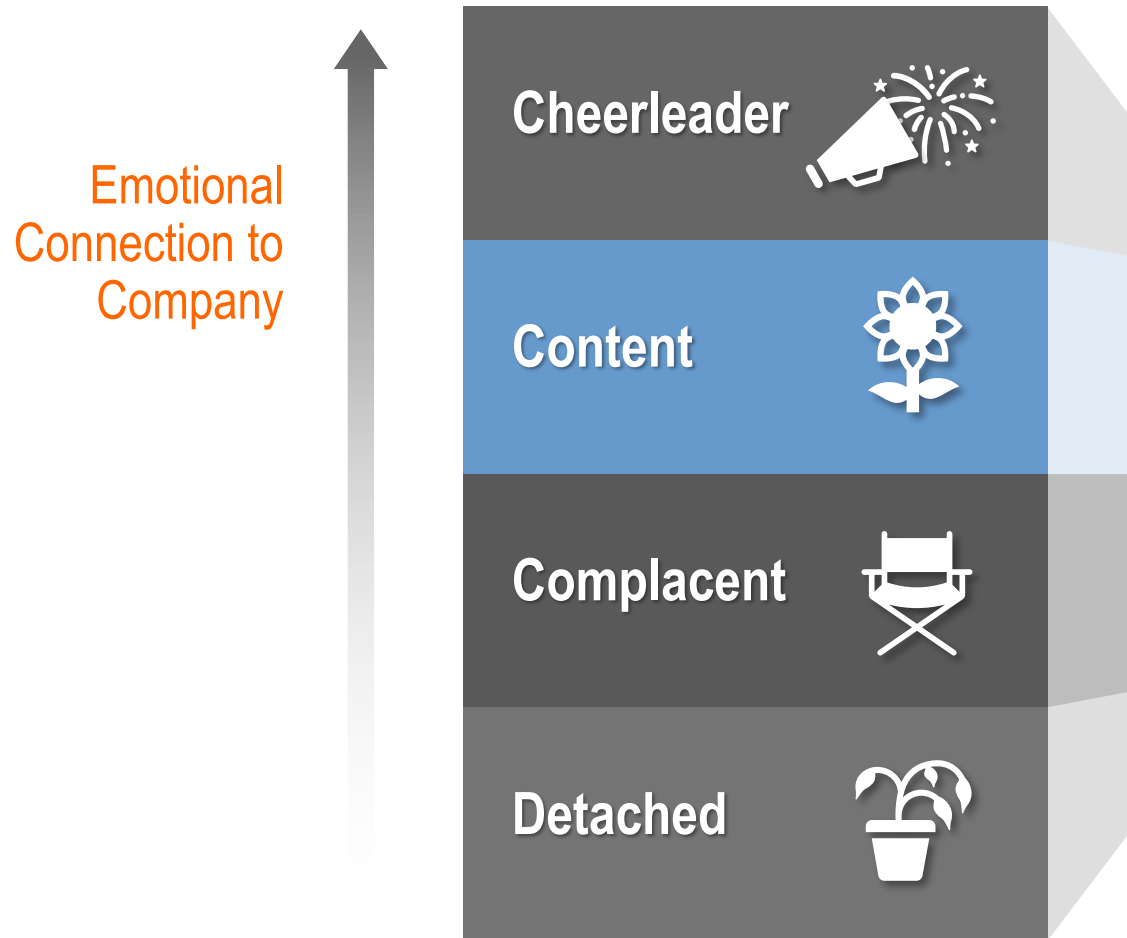 Emotional
Connection to
Company
Cheerleader
Content
Complacent
Detached